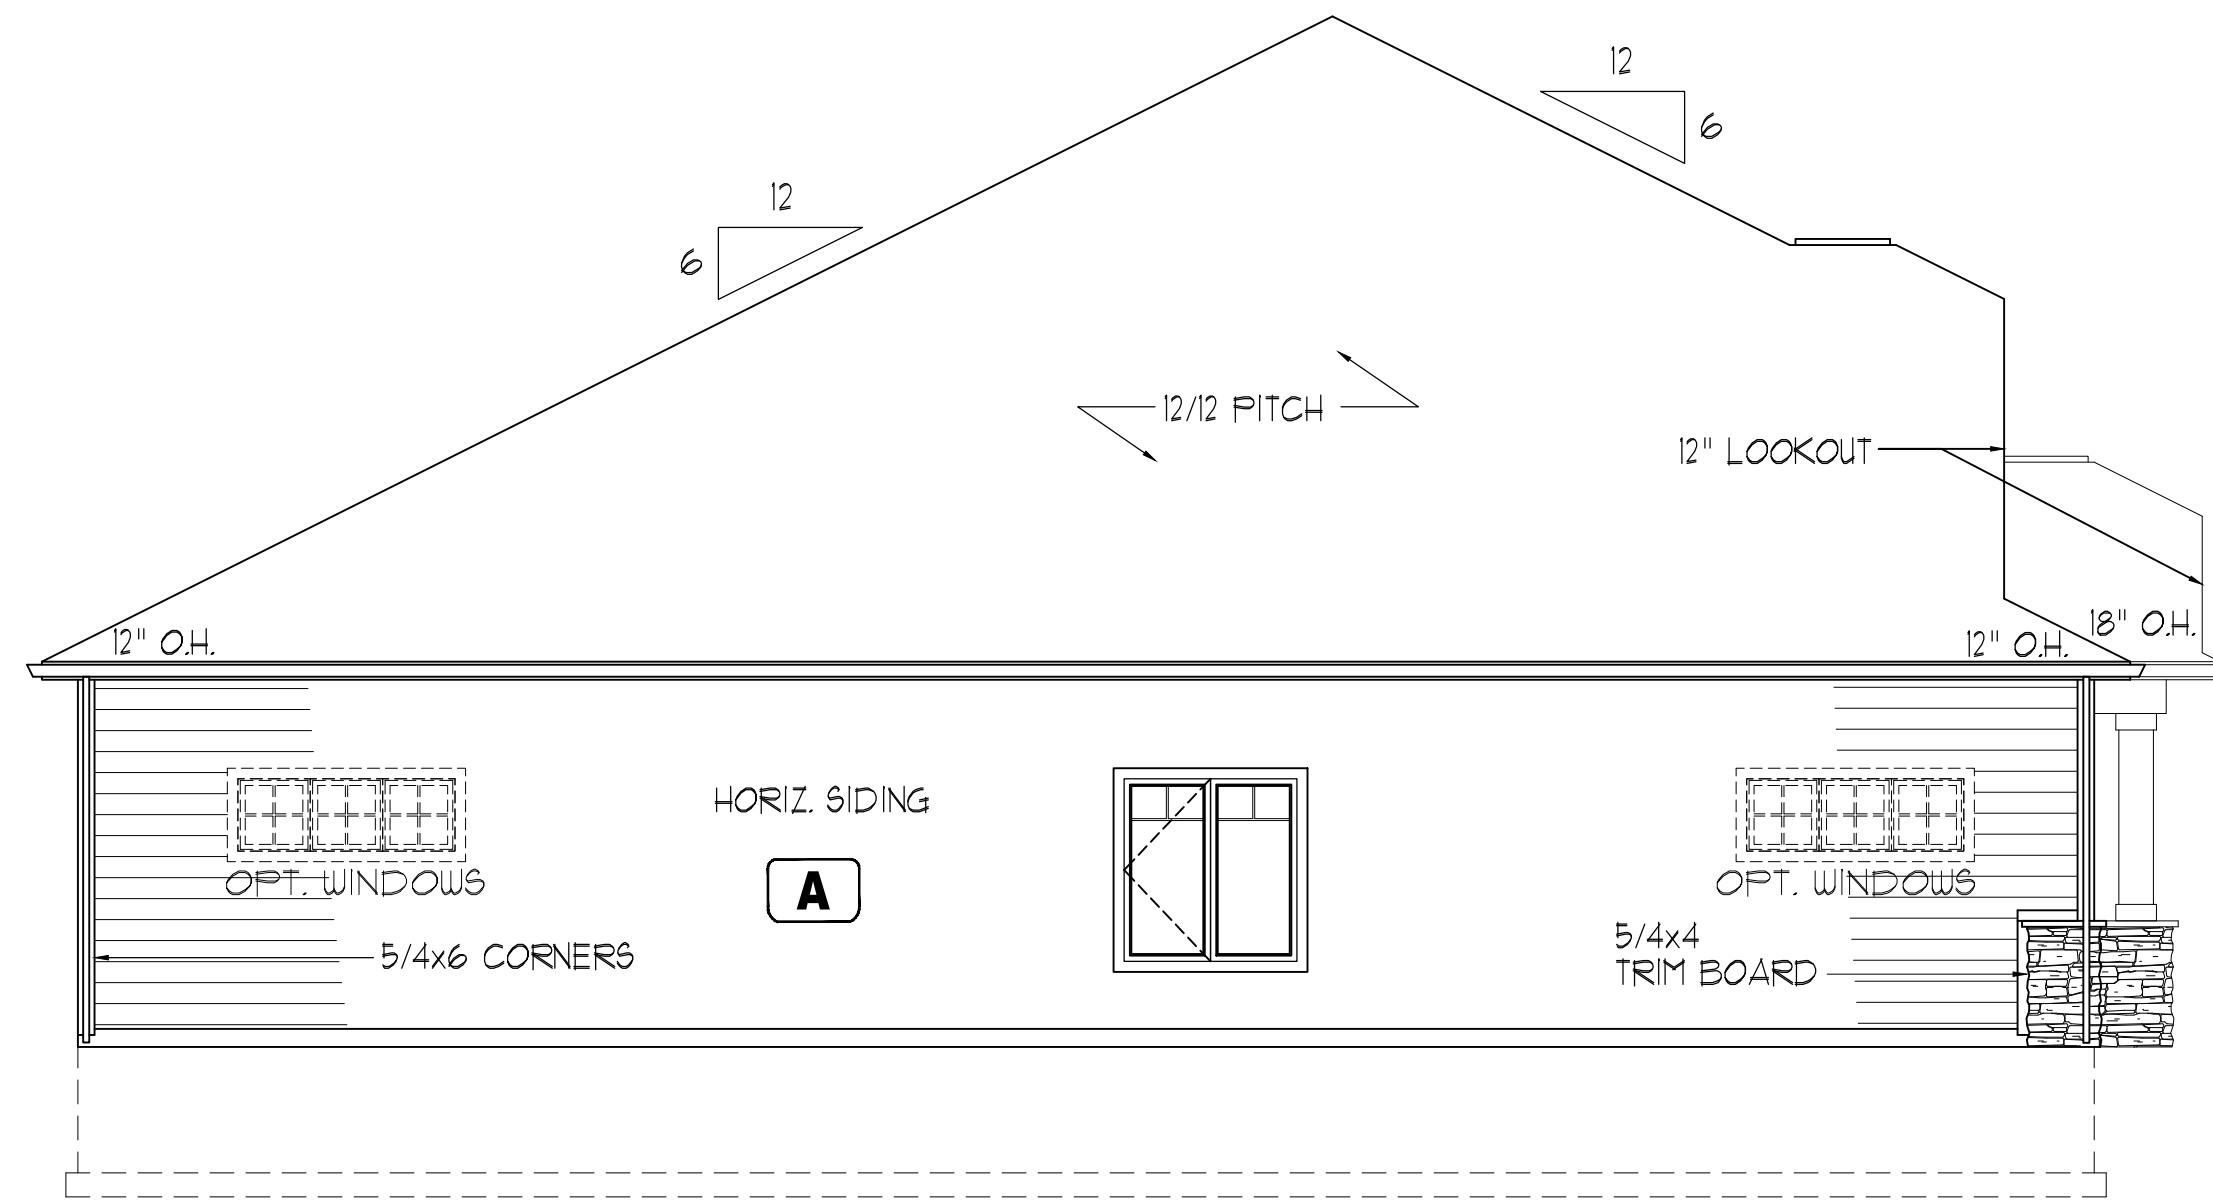 12
6
12
6
12/12 PITCH
12" LOOKOUT
12" O.H.
12" O.H.
18" O.H.
HORIZ. SIDING
OPT. WINDOWS
A
OPT. WINDOWS
5/4x6 CORNERS
5/4x4
TRIM BOARD